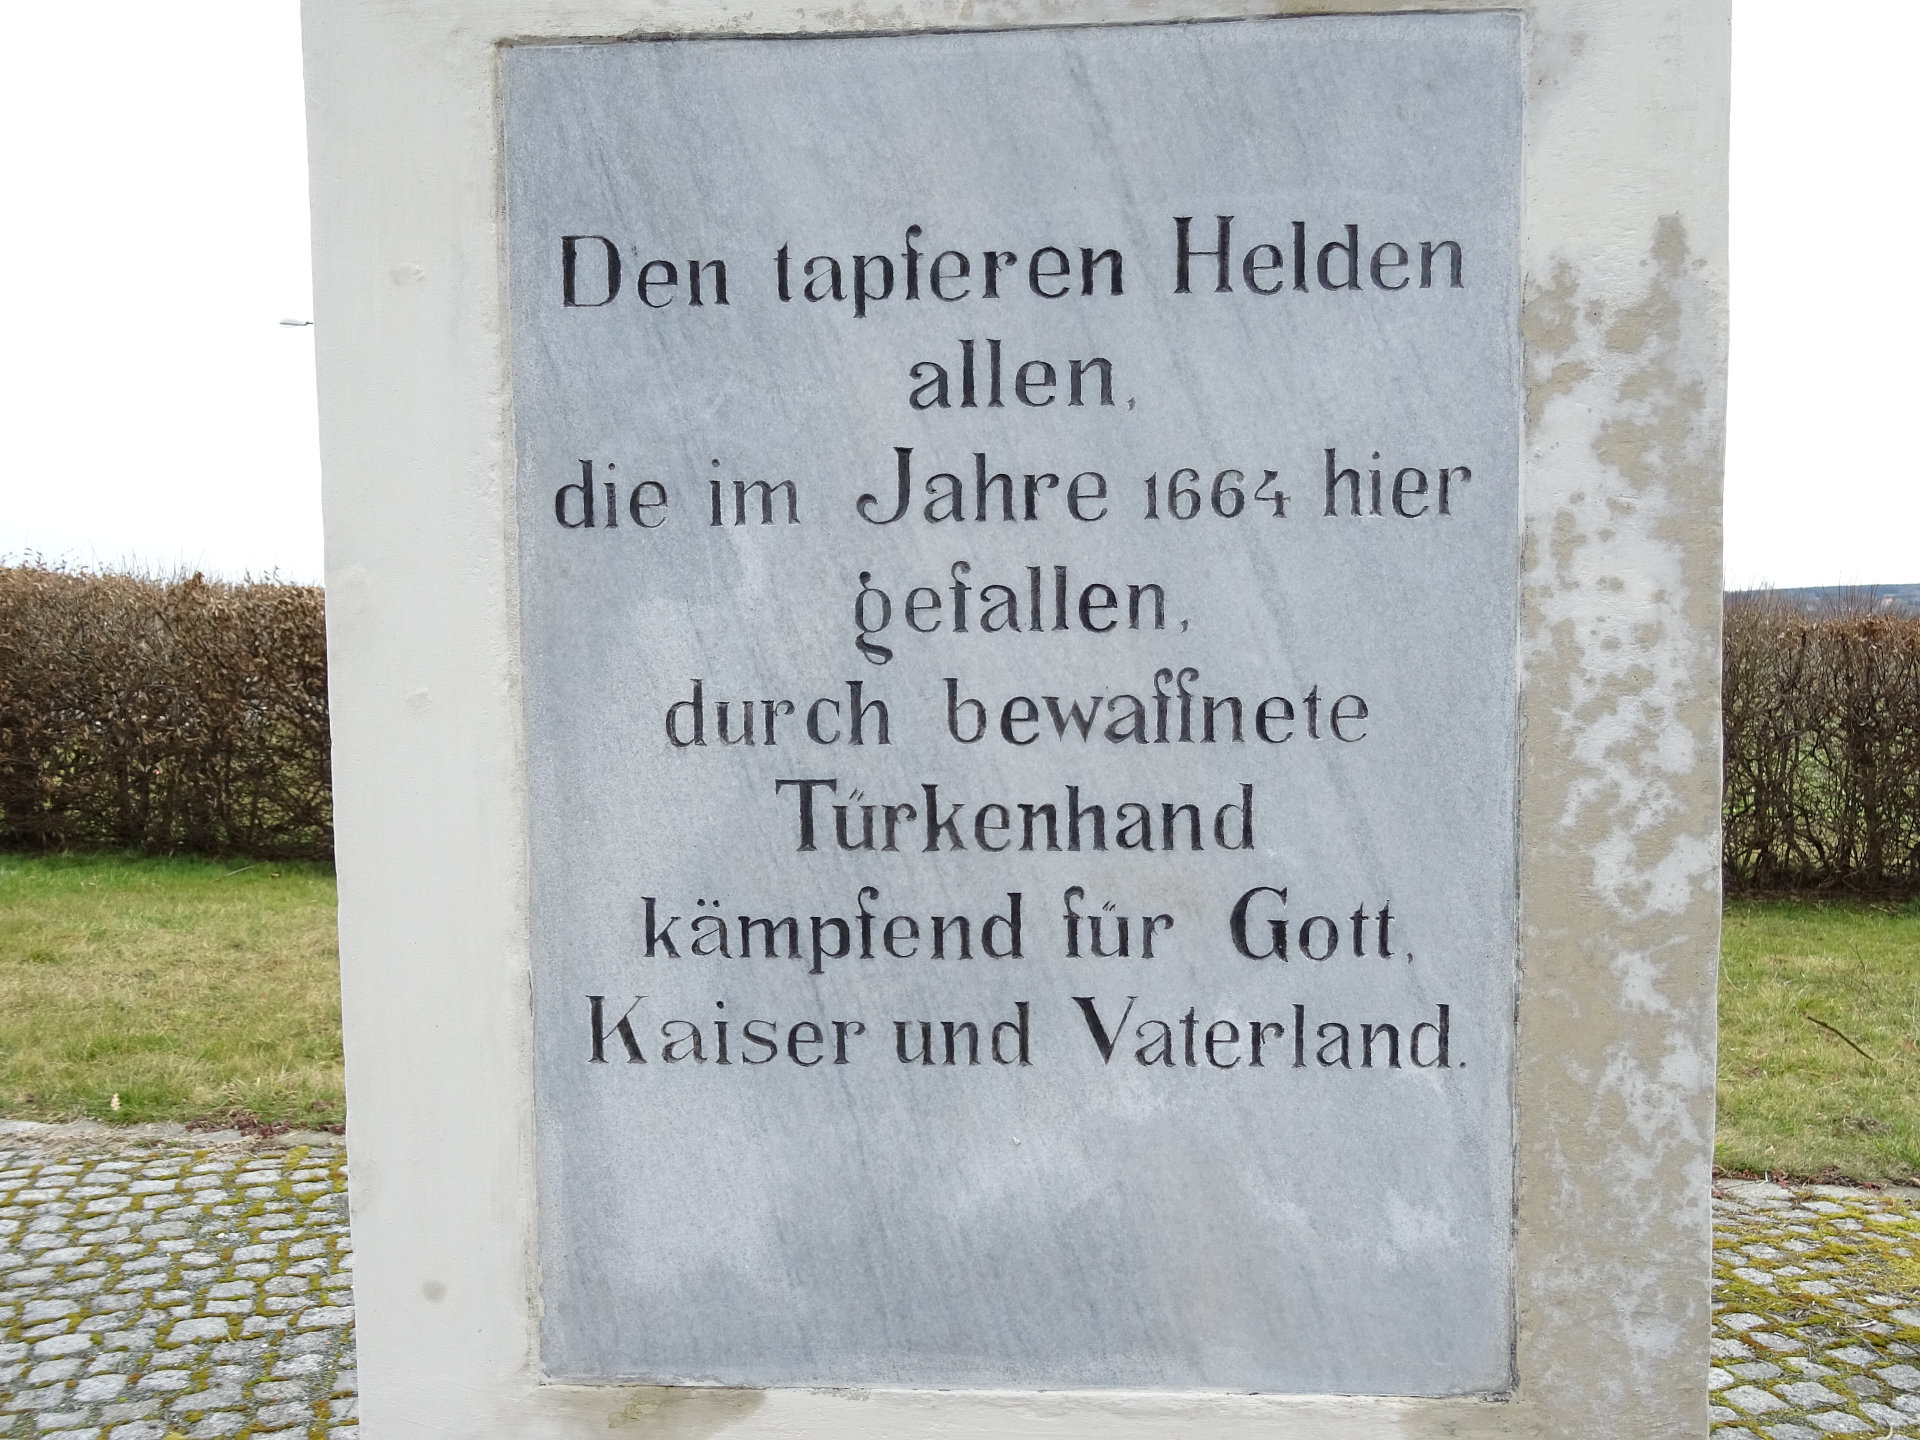 Den tapferen Helden
allen,
die im Jahre 1664 hier
gefallen,
durch bewaffnete
Türkenhand
kämpfend für Gott,
Kaiser und Vaterland.